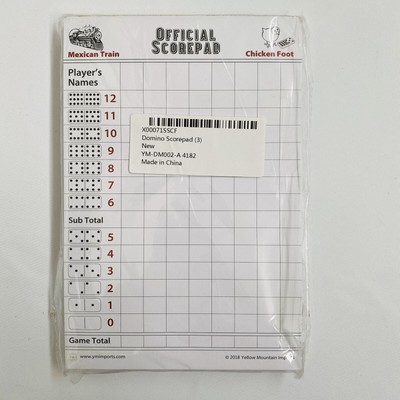 OFFICIAL
SCOREPAD
Mexican Train
Chicken Foot
Player's
Names
12
11
X000715SCF
Domino Scorepad (3)
New
YM-DM002-A 4182
Made in China
10
9
8
7
6
Sub Total
5
4
3
2
1
0
Game Total
www.ymimports.com
© 2018 Yellow Mountain Imports